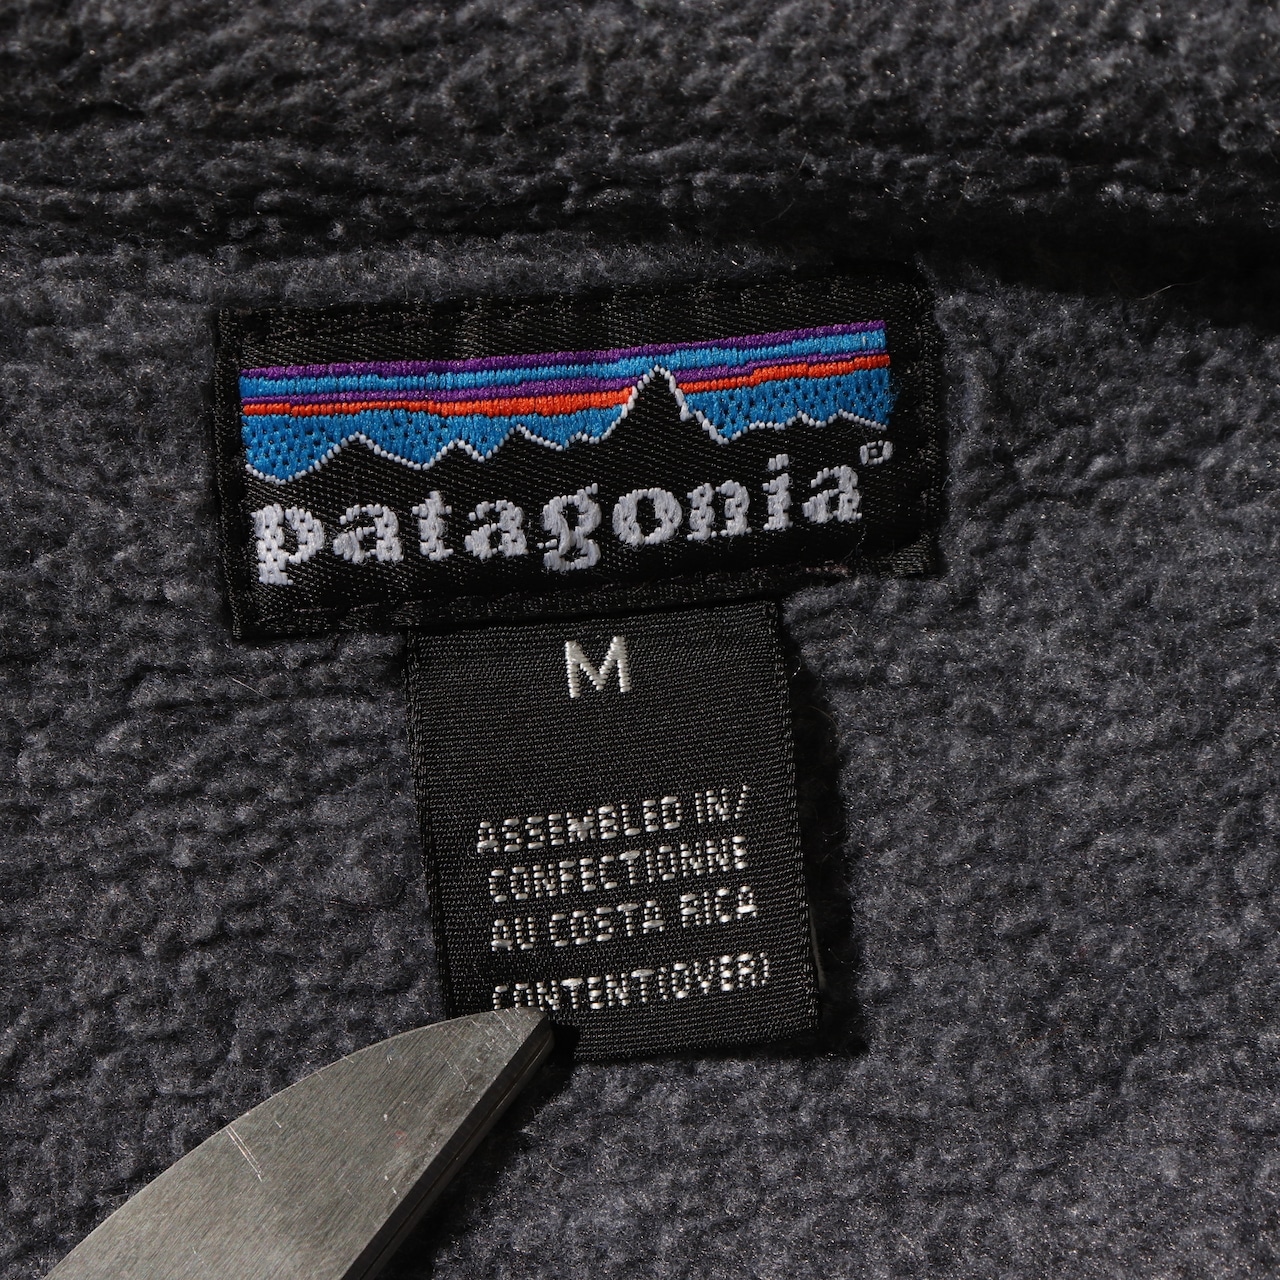 patagonia®
M
ASSEMBLED IN/
CONFECTIONNE
AU COSTA RICA
CONTENT(OVER)